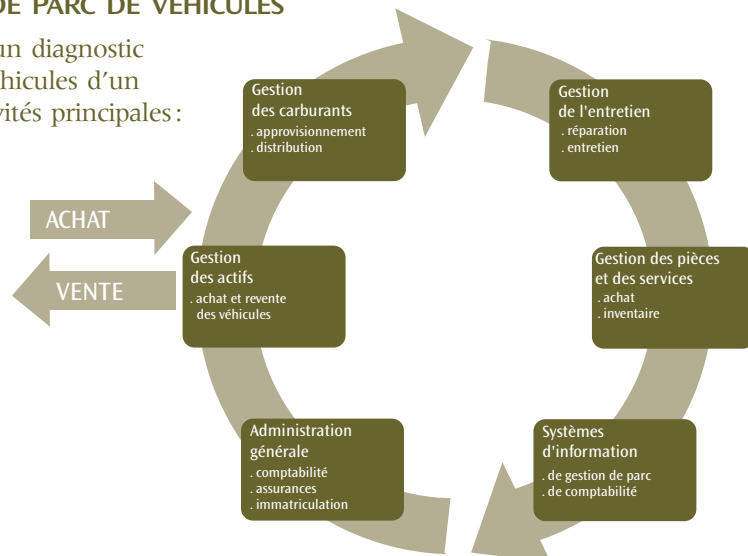 DE PARC DE VÉHICULES
un diagnostic
hicules d’un
vités principales :
Gestion
des carburants
. approvisionnement
. distribution
Gestion
de l’entretien
. réparation
. entretien
ACHAT
VENTE
Gestion
des actifs
. achat et revente
des véhicules
Gestion des pièces
et des services
. achat
. inventaire
Administration
générale
. comptabilité
. assurances
. immatriculation
Systèmes
d’information
. de gestion de parc
. de comptabilité